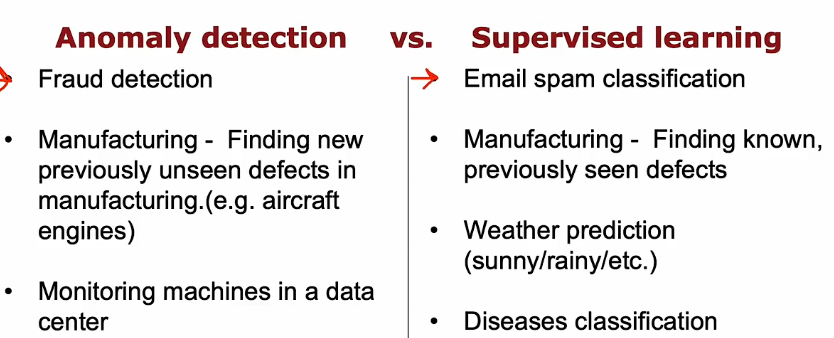 Anomaly detection vs. Supervised learning
Fraud detection
• Manufacturing - Finding new
previously unseen defects in
manufacturing.(e.g. aircraft
engines)
• Monitoring machines in a data
center
Email spam classification
• Manufacturing - Finding known,
previously seen defects
• Weather prediction
(sunny/rainy/etc.)
• Diseases classification